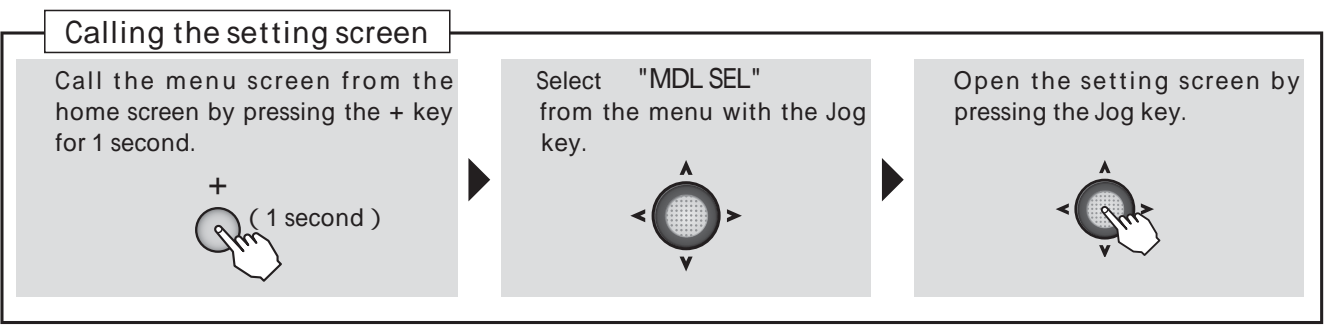 Calling the setting screen
Call the menu screen from the
home screen by pressing the + key
for 1 second.
+
( 1 second )
Select "MDL SEL"
from the menu with the Jog
key.
Open the setting screen by
pressing the Jog key.